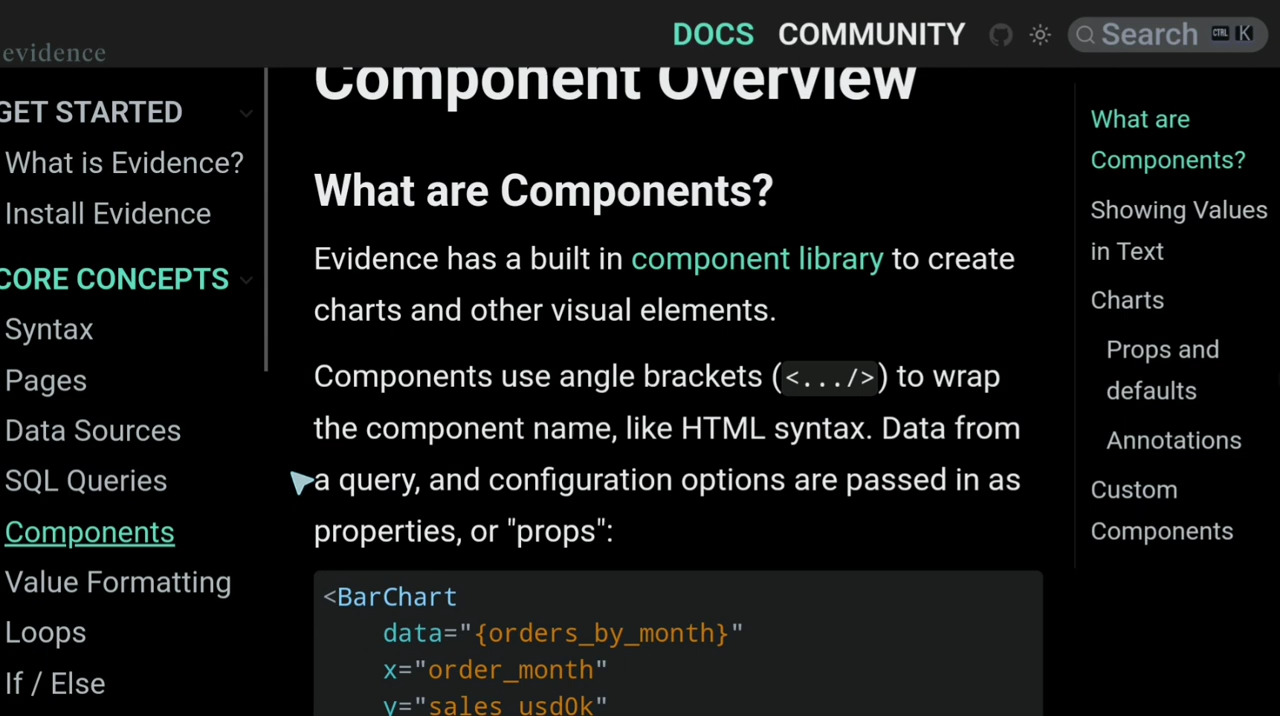 evidence
DOCS
COMMUNITY
Search
CTRL K
GET STARTED
What is Evidence?
Install Evidence
CORE CONCEPTS
Syntax
Pages
Data Sources
SQL Queries
Components
Value Formatting
Loops
If / Else
Component Overview
What are Components?
Evidence has a built in component library to create
charts and other visual elements.
Components use angle brackets (<.../>) to wrap
the component name, like HTML syntax. Data from
a query, and configuration options are passed in as
properties, or "props":
<BarChart
data="{orders_by_month}"
x="order_month"
y="sales_usd0k"
What are
Components?
Showing Values
in Text
Charts
Props and
defaults
Annotations
Custom
Components